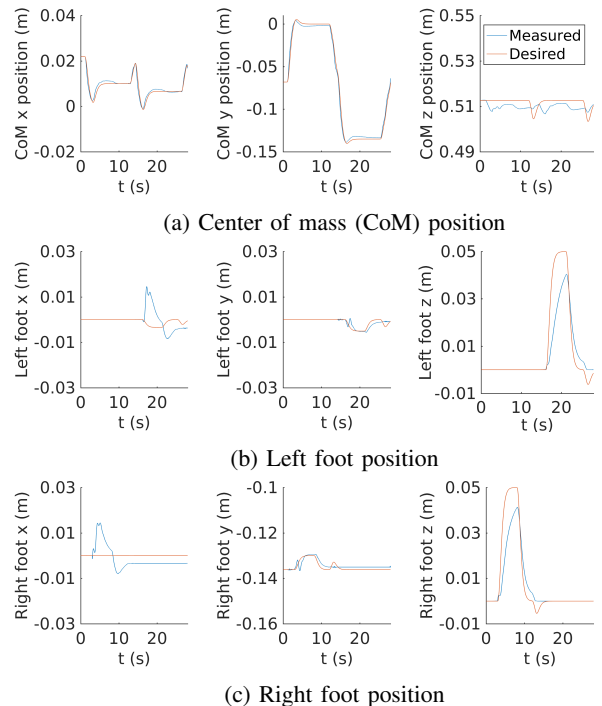 CoM x position (m)
0.04
0.02
0
-0.02
0
10
20
t (s)
CoM y position (m)
0
-0.05
-0.1
-0.15
0
10
20
t (s)
CoM z position (m)
0.55
0.53
0.51
0.49
0
10
20
t (s)
Measured
Desired
(a) Center of mass (CoM) position
Left foot x (m)
0.03
0.01
-0.01
-0.03
0
10
20
t (s)
Left foot y (m)
0.03
0.01
-0.01
-0.03
0
10
20
t (s)
Left foot z (m)
0.05
0.03
0.01
-0.01
0
10
20
t (s)
(b) Left foot position
Right foot x (m)
0.03
0.01
-0.01
-0.03
0
10
20
t (s)
Right foot y (m)
-0.1
-0.12
-0.14
-0.16
0
10
20
t (s)
Right foot z (m)
0.05
0.03
0.01
-0.01
0
10
20
t (s)
(c) Right foot position